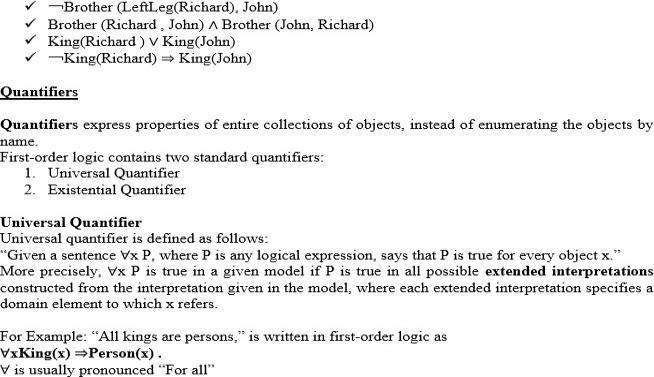 ✓ ¬Brother (LeftLeg(Richard), John)
✓ Brother (Richard , John) ∧ Brother (John, Richard)
✓ King(Richard ) ∨ King(John)
✓ ¬King(Richard) ⇒ King(John)
Quantifiers
Quantifiers express properties of entire collections of objects, instead of enumerating the objects by
name.
First-order logic contains two standard quantifiers:
1. Universal Quantifier
2. Existential Quantifier
Universal Quantifier
Universal quantifier is defined as follows:
“Given a sentence ∀x P, where P is any logical expression, says that P is true for every object x.”
More precisely, ∀x P is true in a given model if P is true in all possible extended interpretations
constructed from the interpretation given in the model, where each extended interpretation specifies a
domain element to which x refers.
For Example: “All kings are persons,” is written in first-order logic as
∀xKing(x) ⇒Person(x) .
∀ is usually pronounced “For all”